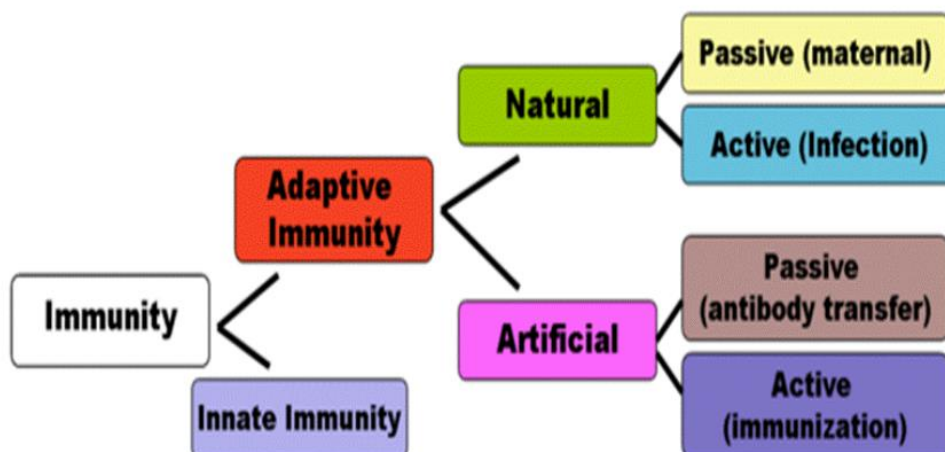 Passive (maternal)
Natural
Active (Infection)
Adaptive
Immunity
Passive
(antibody transfer)
Immunity
Artificial
Active
(immunization)
Innate Immunity